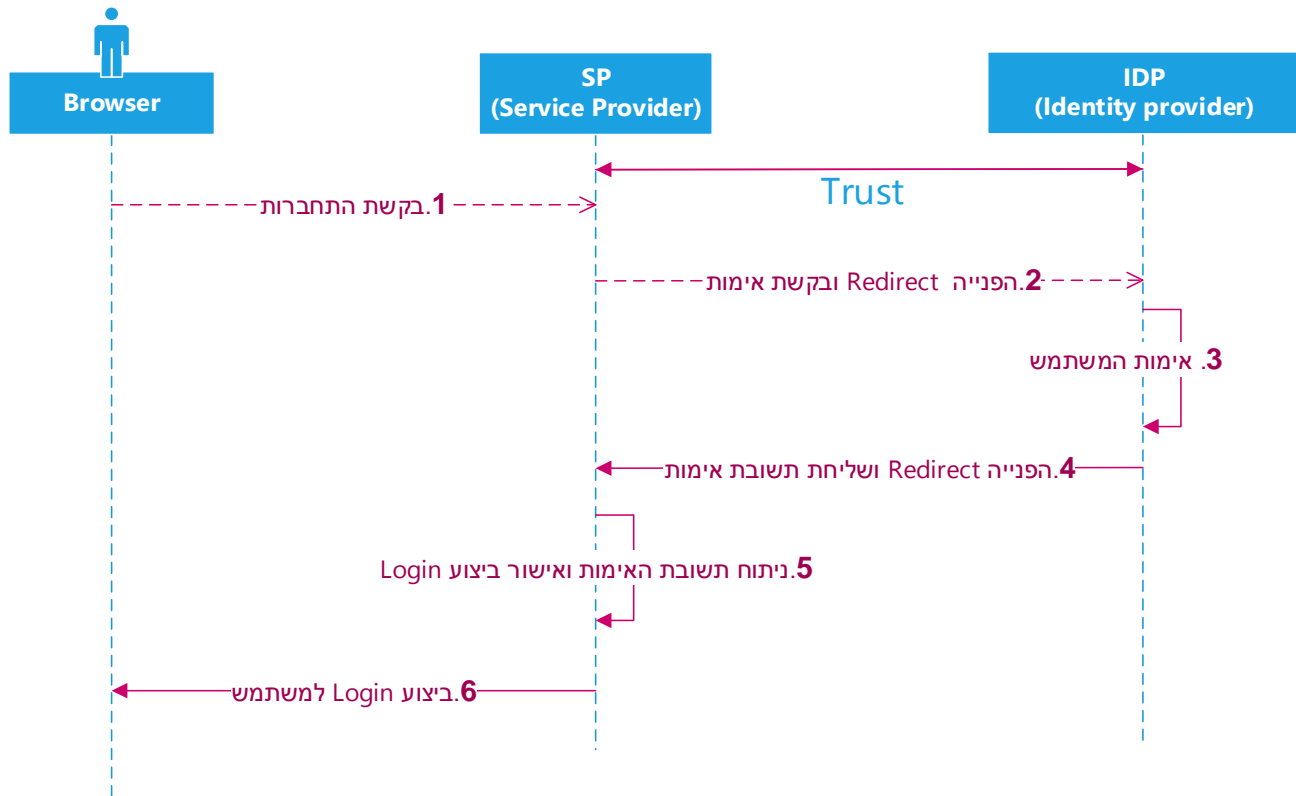 Browser
SP
(Service Provider)
IDP
(Identity provider)
Trust
1.בקשת התחברות
2.הפנייה Redirect ובקשת אימות
3. אימות המשתמש
4.הפנייה Redirect ושליחת תשובת אימות
5.ניתוח תשובת האימות ואישור ביצוע Login
6.ביצוע Login למשתמש